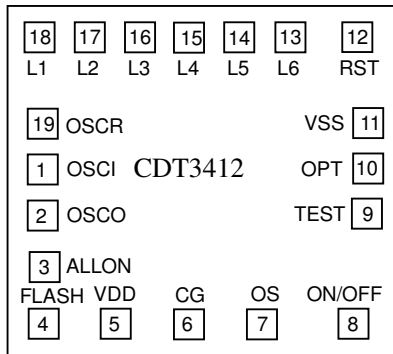 18 17 16 15 14 13 12
L1 L2 L3 L4 L5 L6 RST
19 OSCR VSS 11
1 OSCI CDT3412 OPT 10
2 OSCO TEST 9
3 ALLON
FLASH VDD CG OS ON/OFF
4 5 6 7 8